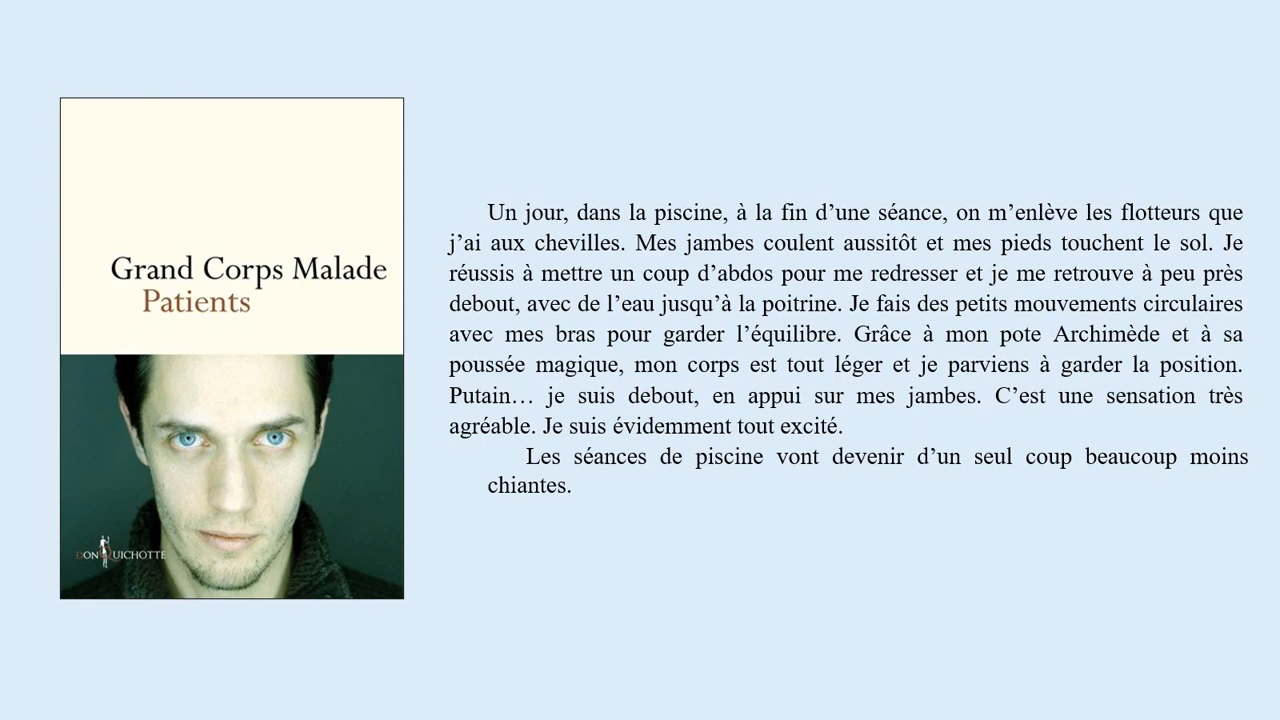 Grand Corps Malade
Patients
DON QUICHOTTE
Un jour, dans la piscine, à la fin d’une séance, on m’enlève les flotteurs que
j’ai aux chevilles. Mes jambes coulent aussitôt et mes pieds touchent le sol. Je
réussis à mettre un coup d’abdos pour me redresser et je me retrouve à peu près
debout, avec de l’eau jusqu’à la poitrine. Je fais des petits mouvements circulaires
avec mes bras pour garder l’équilibre. Grâce à mon pote Archimède et à sa
poussée magique, mon corps est tout léger et je parviens à garder la position.
Putain… je suis debout, en appui sur mes jambes. C’est une sensation très
agréable. Je suis évidemment tout excité.
Les séances de piscine vont devenir d’un seul coup beaucoup moins
chiantes.